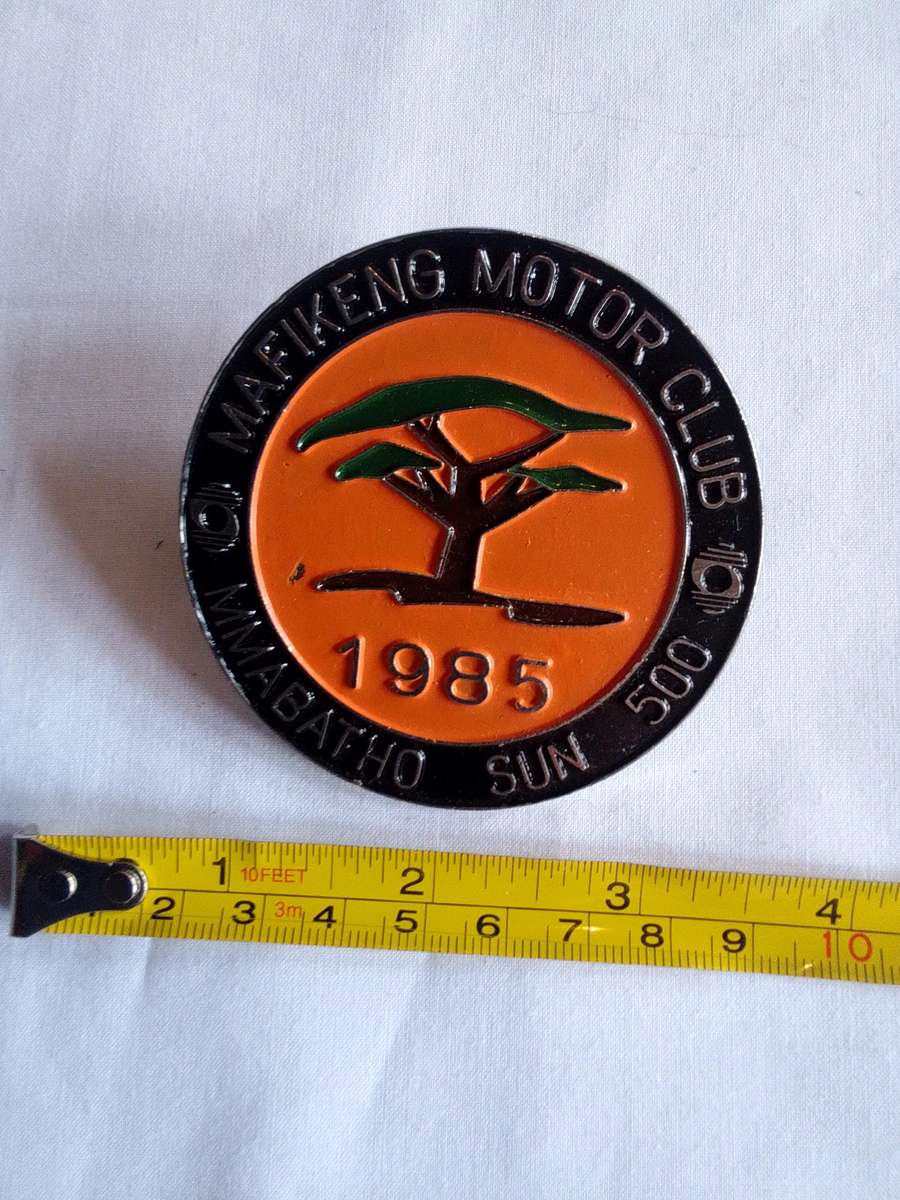 MAFIKENG MOTOR CLUB
1985
MMABATHO SUN 500
1 10FEET 2 3 4
1 2 3 3m 4 5 6 7 8 9 10